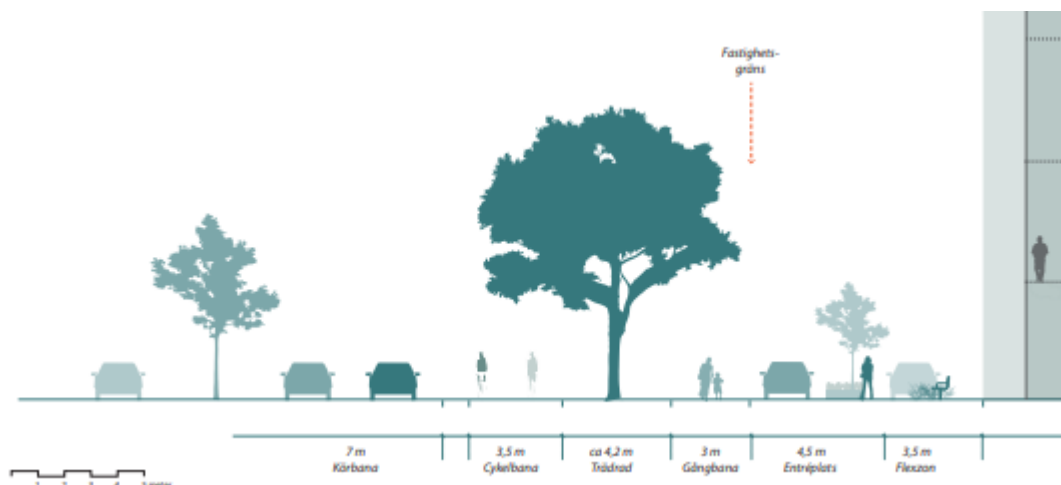 Fastighets-
gräns
7 m
Körbana
3,5 m
Cykelbana
ca 4,2 m
Trädrad
3 m
Gångbana
4,5 m
Entréplats
3,5 m
Flexzon